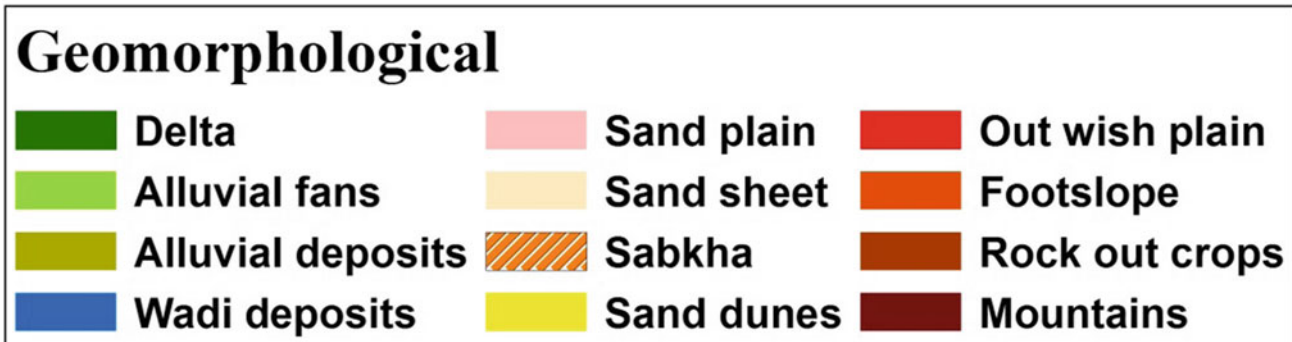 Geomorphological
Delta
Alluvial fans
Alluvial deposits
Wadi deposits
Sand plain
Sand sheet
Sabkha
Sand dunes
Out wish plain
Footslope
Rock out crops
Mountains